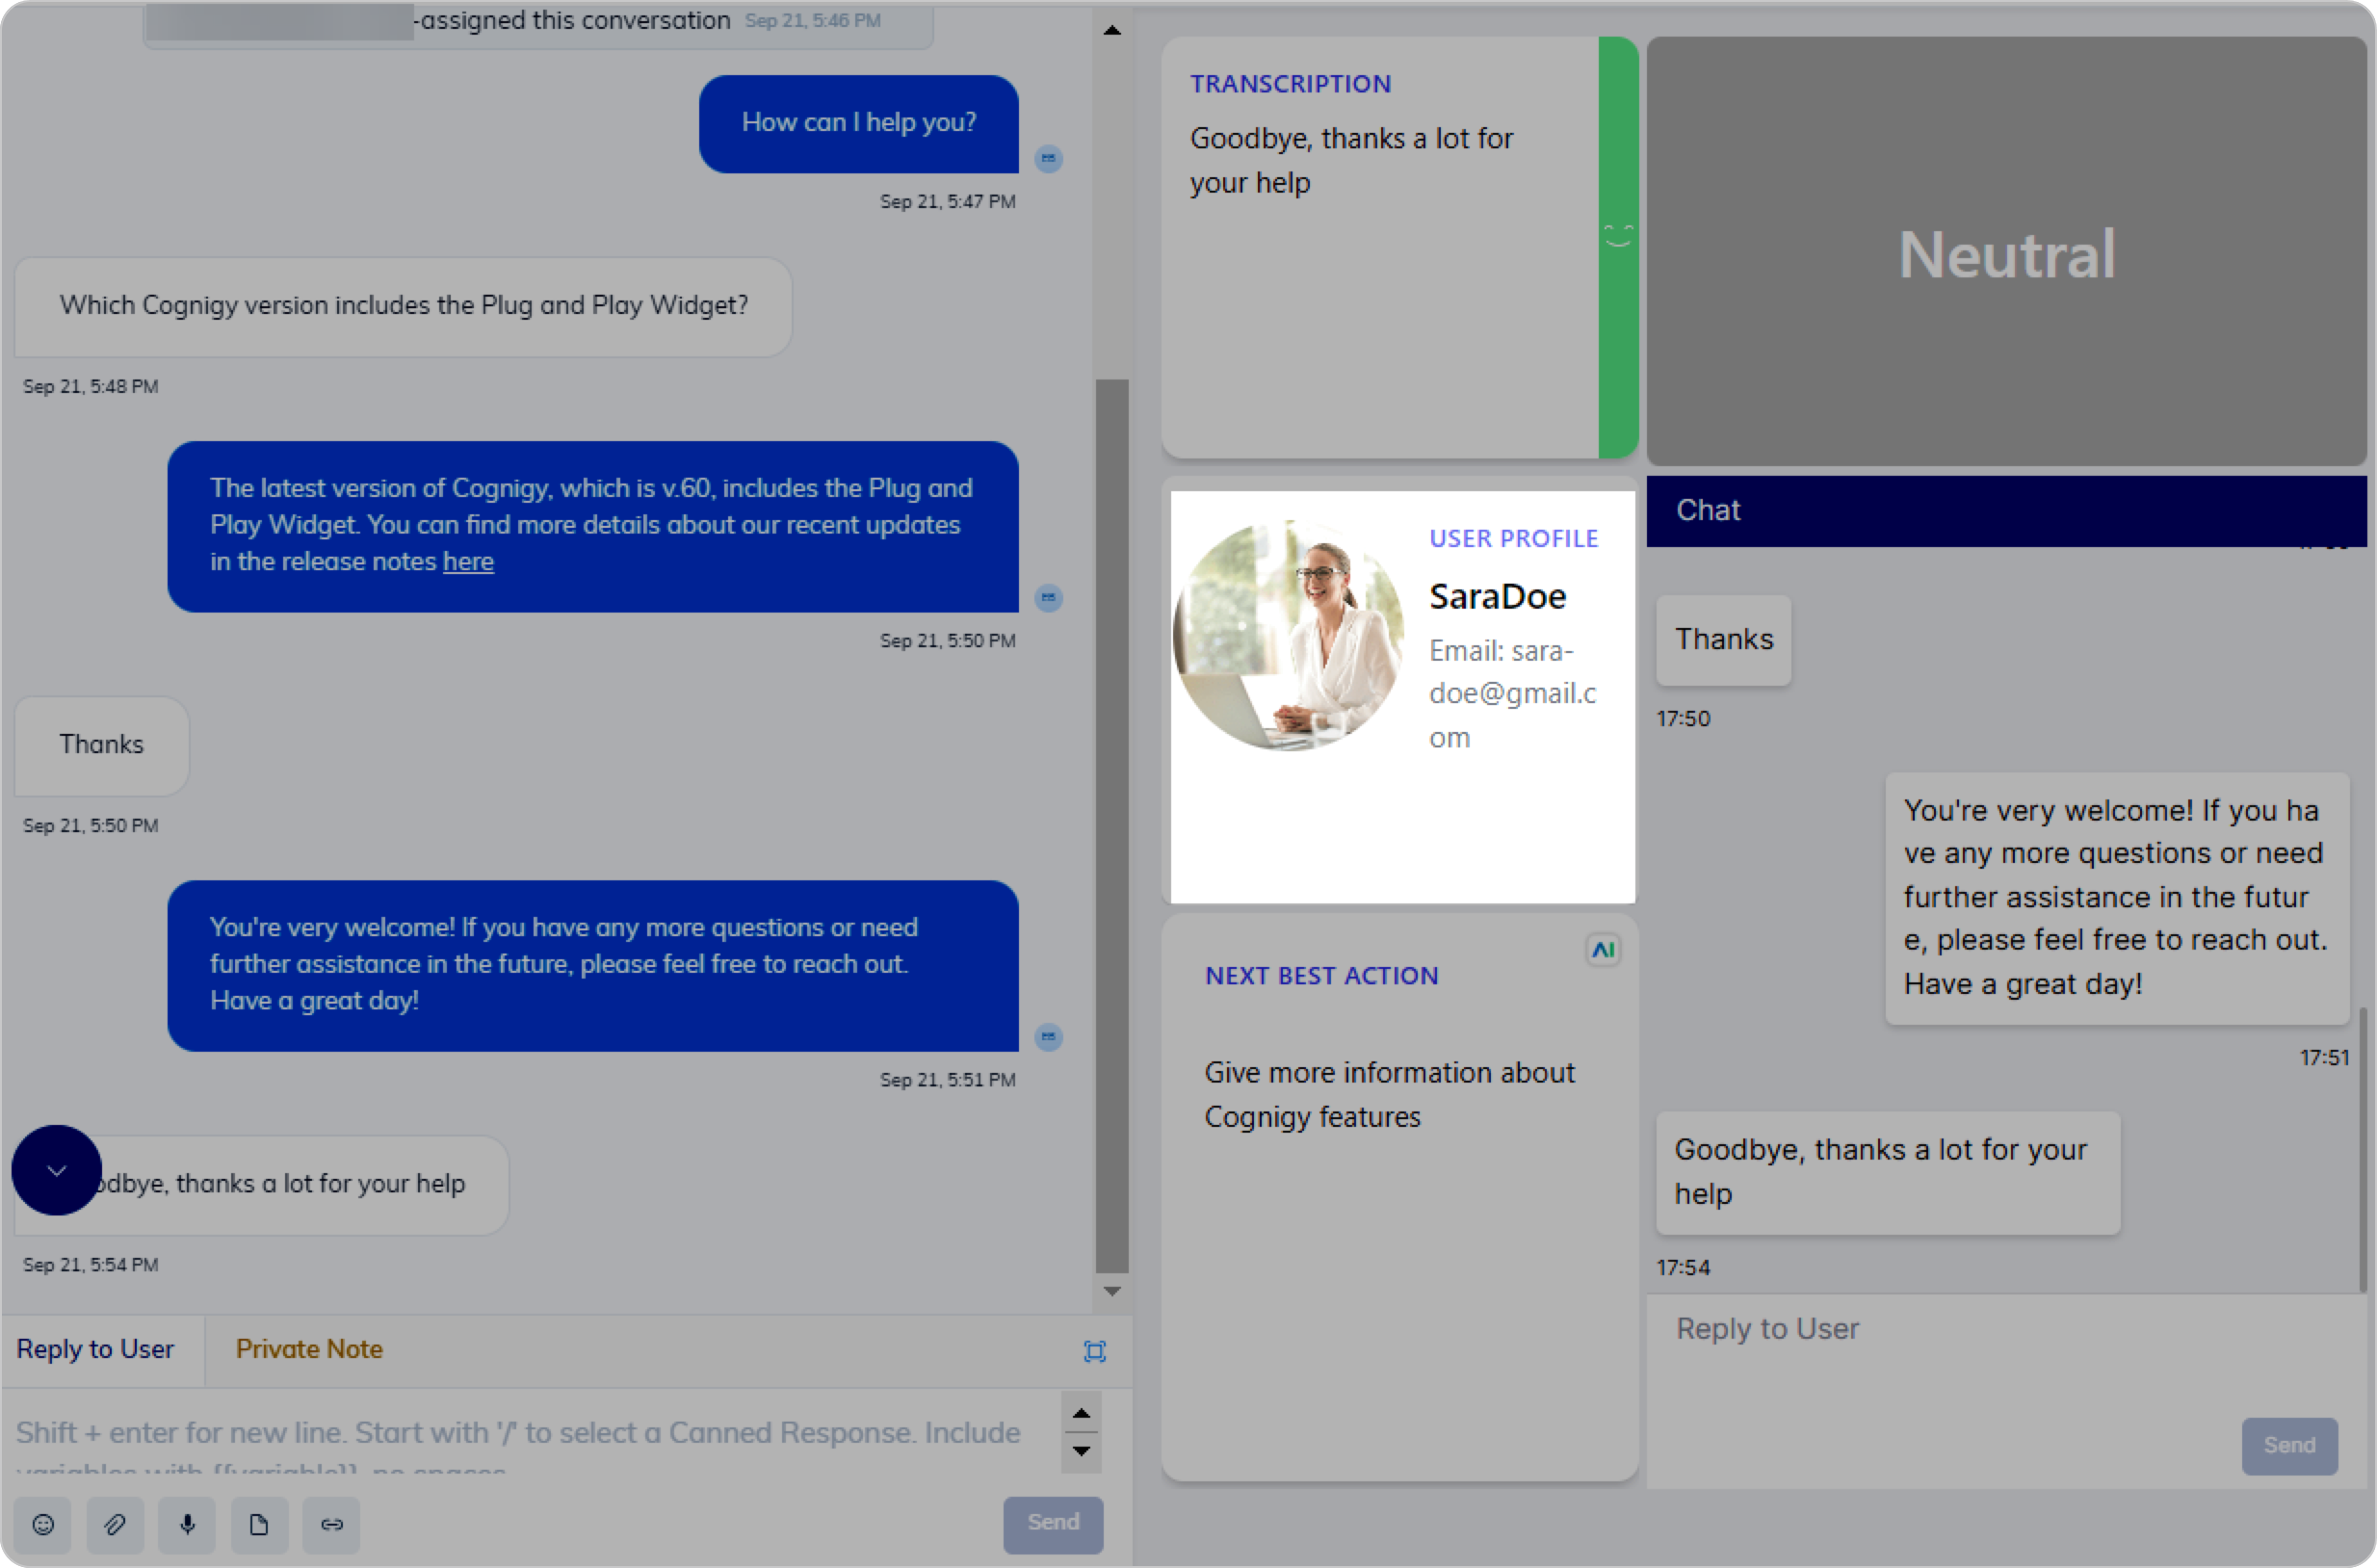 -assigned this conversation Sep 21, 5:46 PM
How can I help you?
Sep 21, 5:47 PM
Which Cognigy version includes the Plug and Play Widget?
Sep 21, 5:48 PM
The latest version of Cognigy, which is v.60, includes the Plug and
Play Widget. You can find more details about our recent updates
in the release notes here
Sep 21, 5:50 PM
Thanks
Sep 21, 5:50 PM
You're very welcome! If you have any more questions or need
further assistance in the future, please feel free to reach out.
Have a great day!
Sep 21, 5:51 PM
odbye, thanks a lot for your help
Sep 21, 5:54 PM
Reply to User
Private Note
Shift + enter for new line. Start with '/' to select a Canned Response. Include
variables with {{variable}}, no spaces
Send
TRANSCRIPTION
Goodbye, thanks a lot for
your help
USER PROFILE
SaraDoe
Email: sara-
doe@gmail.c
om
NEXT BEST ACTION
AI
Give more information about
Cognigy features
Neutral
Chat
Thanks
17:50
You're very welcome! If you ha
ve any more questions or need
further assistance in the futur
e, please feel free to reach out.
Have a great day!
17:51
Goodbye, thanks a lot for your
help
17:54
Reply to User
Send